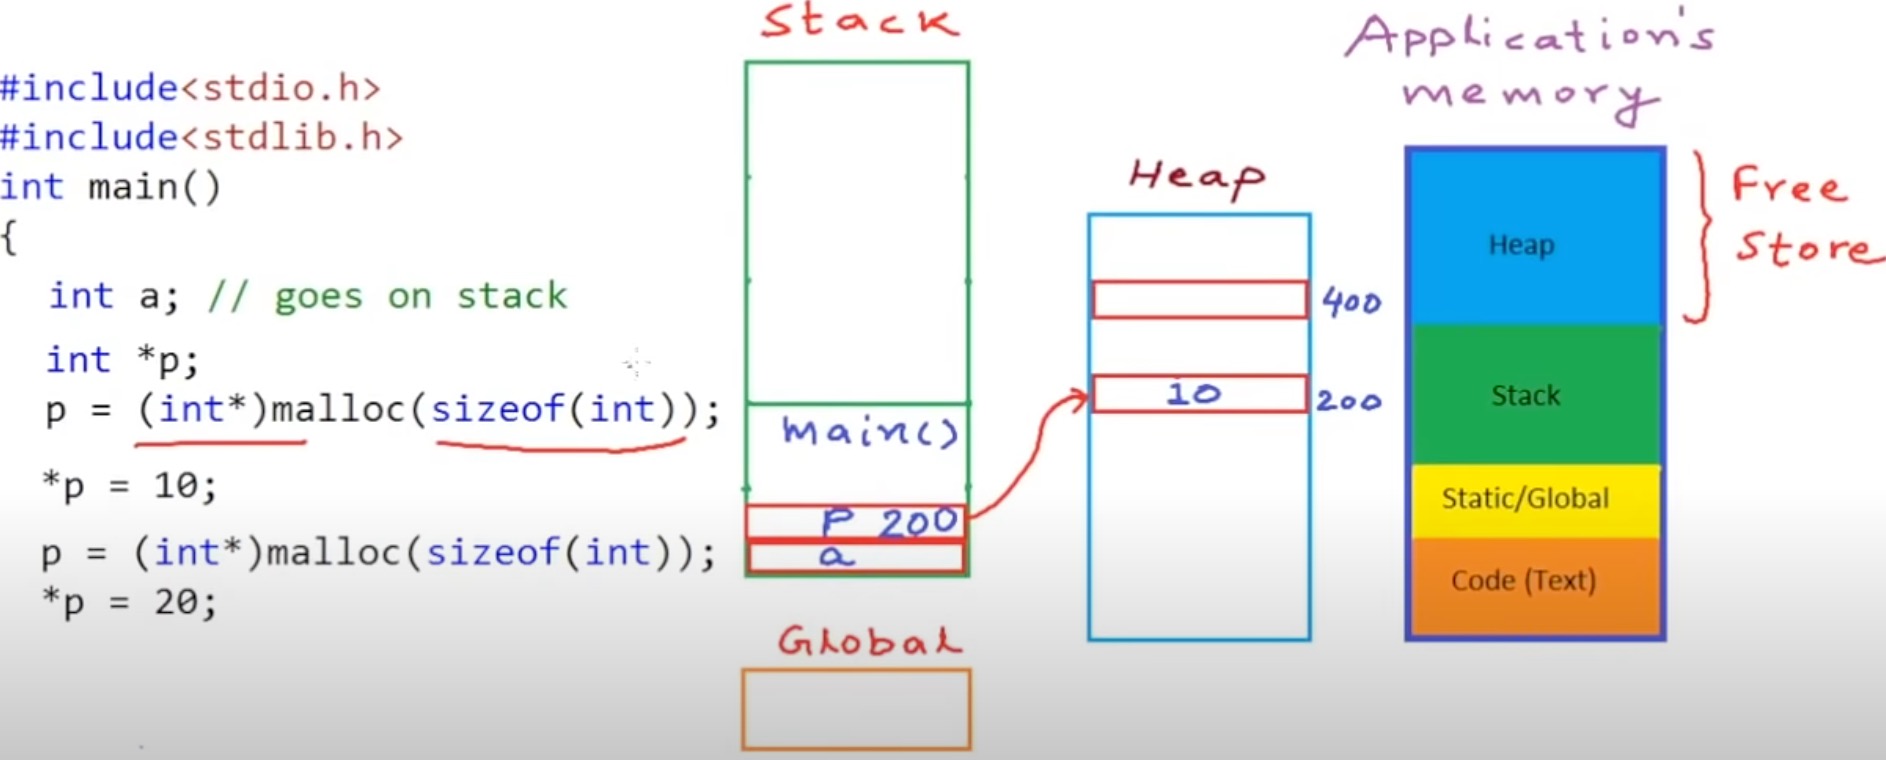 #include<stdio.h>
#include<stdlib.h>
int main()
{
int a; // goes on stack
int *p;
p = (int*)malloc(sizeof(int));
*p = 10;
p = (int*)malloc(sizeof(int));
*p = 20;
Stack
main()
P 200
a
Global
Heap
400
10 200
Application's
memory
Heap
Stack
Static/Global
Code (Text)
Free
Store